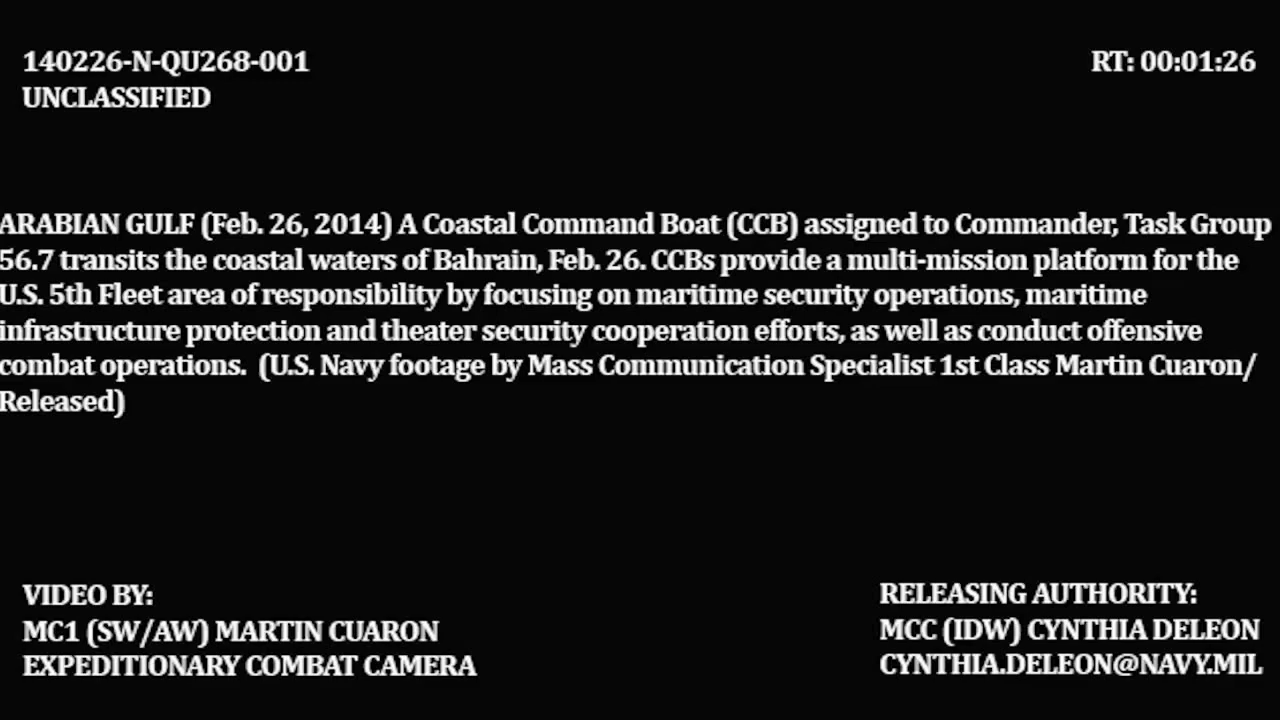 140226-N-QU268-001
RT: 00:01:26
UNCLASSIFIED
ARABIAN GULF (Feb. 26, 2014) A Coastal Command Boat (CCB) assigned to Commander, Task Group
56.7 transits the coastal waters of Bahrain, Feb. 26. CCBs provide a multi-mission platform for the
U.S. 5th Fleet area of responsibility by focusing on maritime security operations, maritime
infrastructure protection and theater security cooperation efforts, as well as conduct offensive
combat operations.  (U.S. Navy footage by Mass Communication Specialist 1st Class Martin Cuaron/
Released)
VIDEO BY:
MC1 (SW/AW) MARTIN CUARON
EXPEDITIONARY COMBAT CAMERA
RELEASING AUTHORITY:
MCC (IDW) CYNTHIA DELEON
CYNTHIA.DELEON@NAVY.MIL